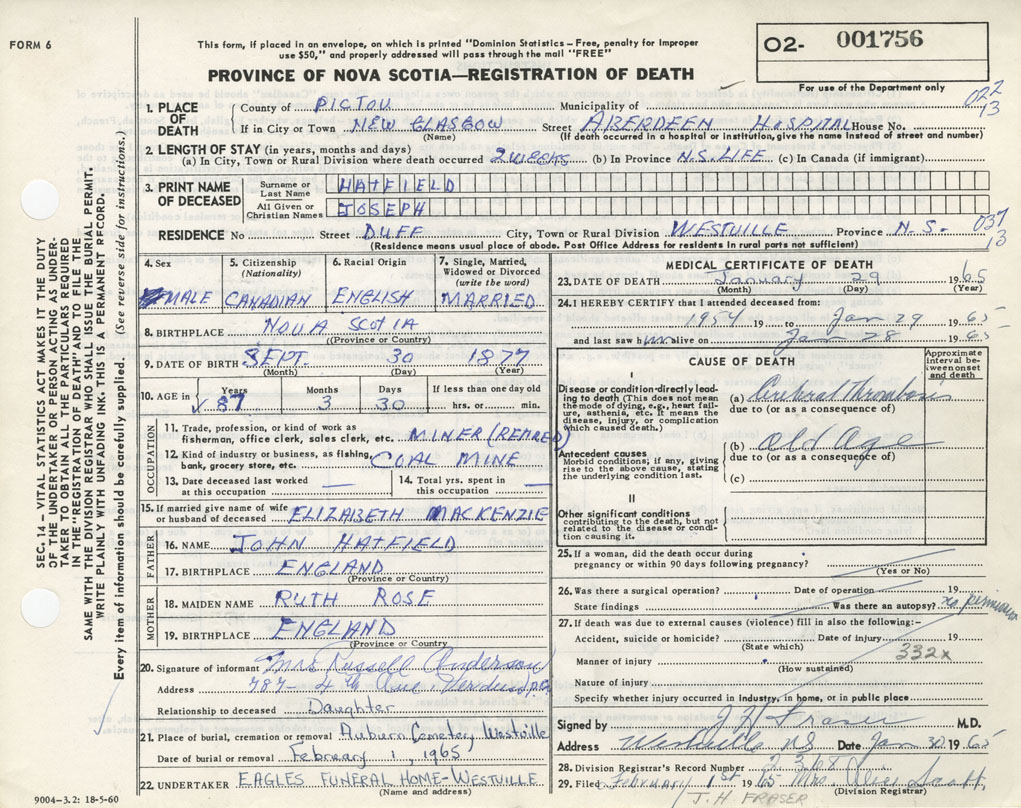 FORM 6
This form, if placed in an envelope, on which is printed "Dominion Statistics – Free, penalty for improper
use $50," and properly addressed will pass through the mail "FREE"
PROVINCE OF NOVA SCOTIA—REGISTRATION OF DEATH
02- 001756
For use of the Department only
022
13
1. PLACE OF DEATH
County of PICTOU Municipality of
If in City or Town NEW GLASGOW Street ABERDEEN HOSPITAL House No.
(Name) (If death occurred in a hospital or institution, give name instead of street and number)
2. LENGTH OF STAY (in years, months and days)
(a) In City, Town or Rural Division where death occurred 2 WEEKS (b) In Province N.S. LIFE (c) In Canada (if immigrant)
3. PRINT NAME OF DECEASED
Surname or Last Name HATFIELD
All Given or Christian Names JOSEPH
RESIDENCE No Street DUFF City, Town or Rural Division WESTVILLE Province N.S. 037
13
(Residence means usual place of abode. Post Office Address for residents in rural parts not sufficient)
4. Sex MALE
5. Citizenship (Nationality) CANADIAN
6. Racial Origin ENGLISH
7. Single, Married, Widowed or Divorced (write the word) MARRIED
8. BIRTHPLACE NOVA SCOTIA
(Province or Country)
9. DATE OF BIRTH SEPT 30 1877
(Month) (Day) (Year)
10. AGE in Years 87 Months 3 Days 30 If less than one day old hrs. or min.
OCCUPATION
11. Trade, profession, or kind of work as
fisherman, office clerk, sales clerk, etc. MINER (RETIRED)
12. Kind of industry or business, as fishing,
bank, grocery store, etc. COAL MINE
13. Date deceased last worked
at this occupation
14. Total yrs. spent in
this occupation
15. If married give name of wife
or husband of deceased ELIZABETH MACKENZIE
FATHER
16. NAME JOHN HATFIELD
17. BIRTHPLACE ENGLAND
(Province or Country)
MOTHER
18. MAIDEN NAME RUTH ROSE
19. BIRTHPLACE ENGLAND
(Province or Country
20. Signature of informant Mrs Russell Anderson
Address 787-4th Ave. Verdun P.Q.
Relationship to deceased Daughter
21. Place of burial, cremation or removal Auburn Cemetery Westville
Date of burial or removal February 1, 1965
22. UNDERTAKER EAGLES FUNERAL HOME-WESTVILLE
(Name and address)
9004-3.2: 18-5-60
MEDICAL CERTIFICATE OF DEATH
23. DATE OF DEATH January 29 1965
(Month) (Day) (Year)
24. I HEREBY CERTIFY that I attended deceased from:
1954 19 to Jan 29 1965
and last saw him alive on Jan 28 1965
CAUSE OF DEATH
Approximate
interval be-
tween onset
and death
I
Disease or condition directly lead-
ing to death (This does not mean
the mode of dying, e.g., heart fail-
ure, asthenia, etc. It means the
disease, injury, or complication
which caused death.)
(a) Cerebral Thrombosis
due to (or as a consequence of)
Antecedent causes
Morbid conditions, if any, giving
rise to the above cause, stating
the underlying condition last.
(b) Old Age
due to (or as a consequence of)
(c)
II
Other significant conditions
contributing to the death, but not
related to the disease or condi-
tion causing it.
25. If a woman, did the death occur during
pregnancy or within 90 days following pregnancy?
(Yes or No)
26. Was there a surgical operation? Date of operation 19
State findings Was there an autopsy? no permission
27. If death was due to external causes (violence) fill in also the following:–
Accident, suicide or homicide? Date of injury 19
(State which)
332x
Manner of injury
(How sustained)
Nature of injury
Specify whether injury occurred in industry, in home, or in public place
Signed by J H Fraser M.D.
Address Westville NS Date Jan 30 1965
28. Division Registrar's Record Number
29. Filed February 1st 1965 Mrs.
(Division Registrar)
J.H. FRASER
SEC. 14 – VITAL STATISTICS ACT MAKES IT THE DUTY
OF THE UNDERTAKER OR PERSON ACTING AS UNDER-
TAKER TO OBTAIN ALL THE PARTICULARS REQUIRED
IN THE "REGISTRATION OF DEATH" AND TO FILE THE
SAME WITH THE DIVISION REGISTRAR WHO SHALL ISSUE THE BURIAL PERMIT.
WRITE PLAINLY WITH UNFADING INK. THIS IS A PERMANENT RECORD.
Every item of information should be carefully supplied. (See reverse side for instructions.)